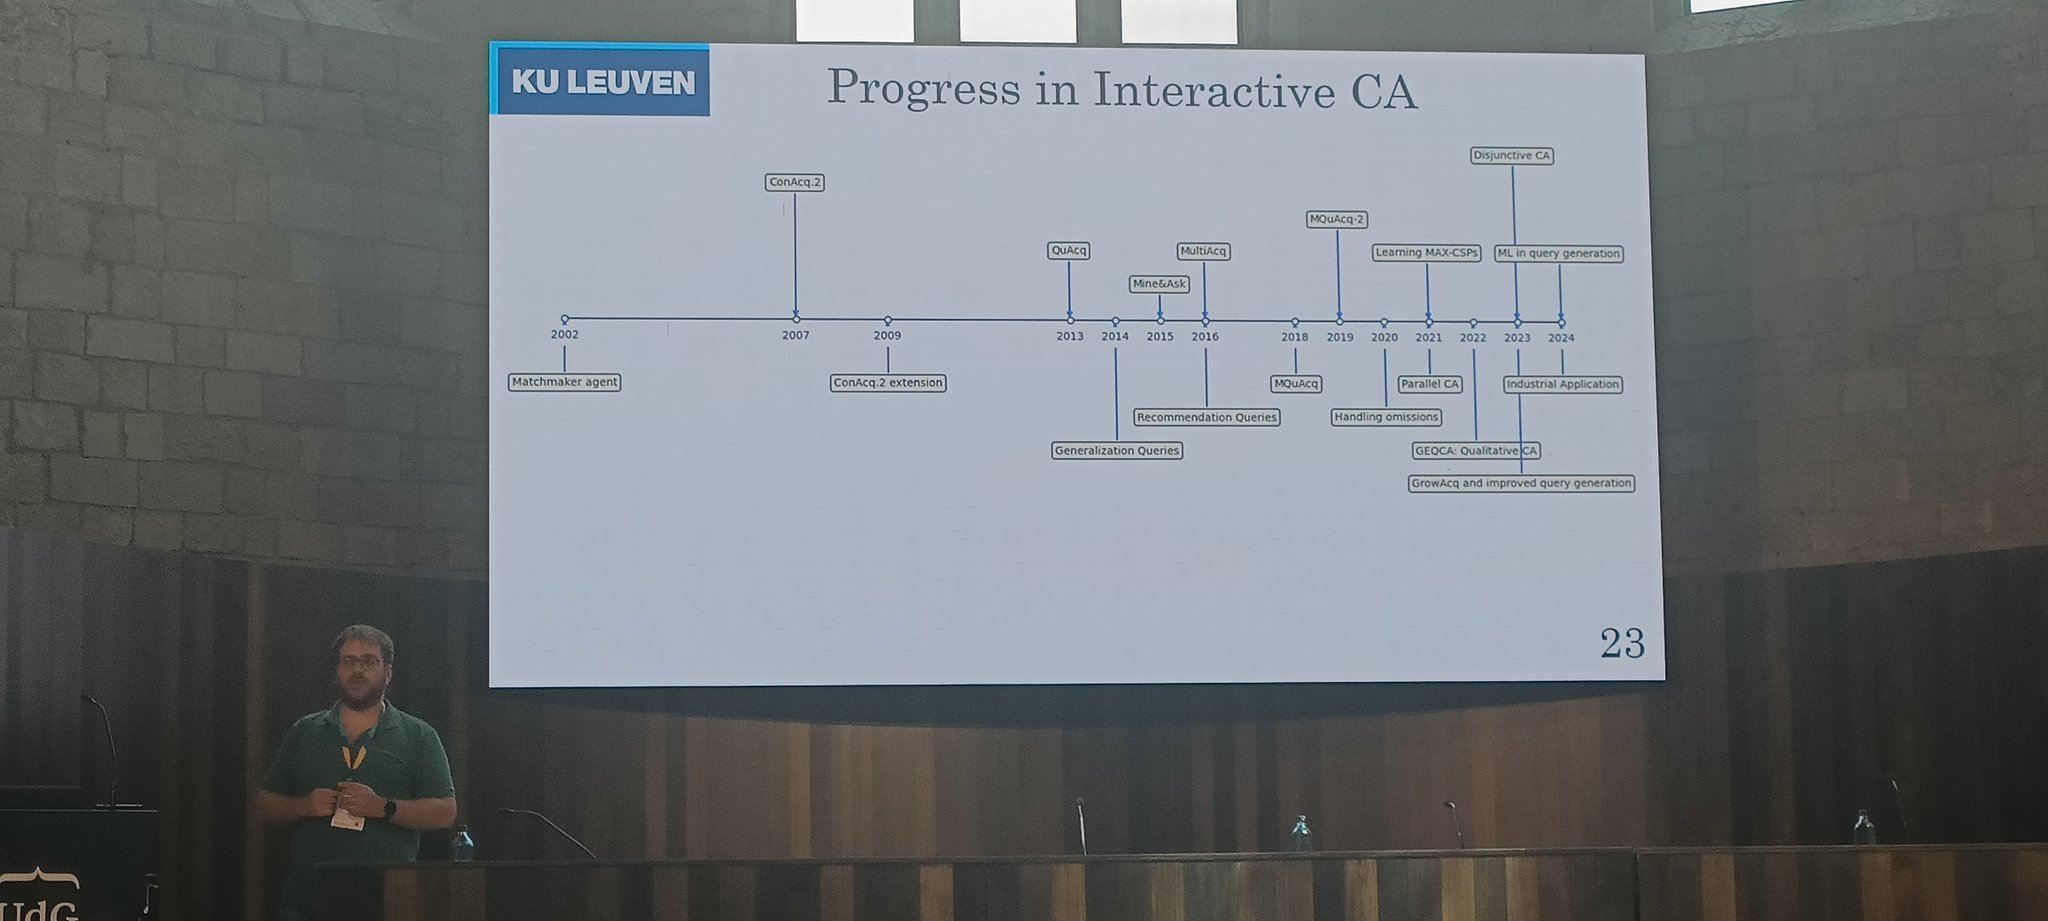 KU LEUVEN
Progress in Interactive CA
Disjunctive CA
ConAcq.2
MQuAcq-2
QuAcq
MultiAcq
Learning MAX-CSPs
ML in query generation
Mine&Ask
2002
2007
2009
2013
2014
2015
2016
2018
2019
2020
2021
2022
2023
2024
Matchmaker agent
ConAcq.2 extension
MQuAcq
Parallel CA
Industrial Application
Recommendation Queries
Handling omissions
Generalization Queries
GEQCA: Qualitative CA
GrowAcq and improved query generation
23
UdG